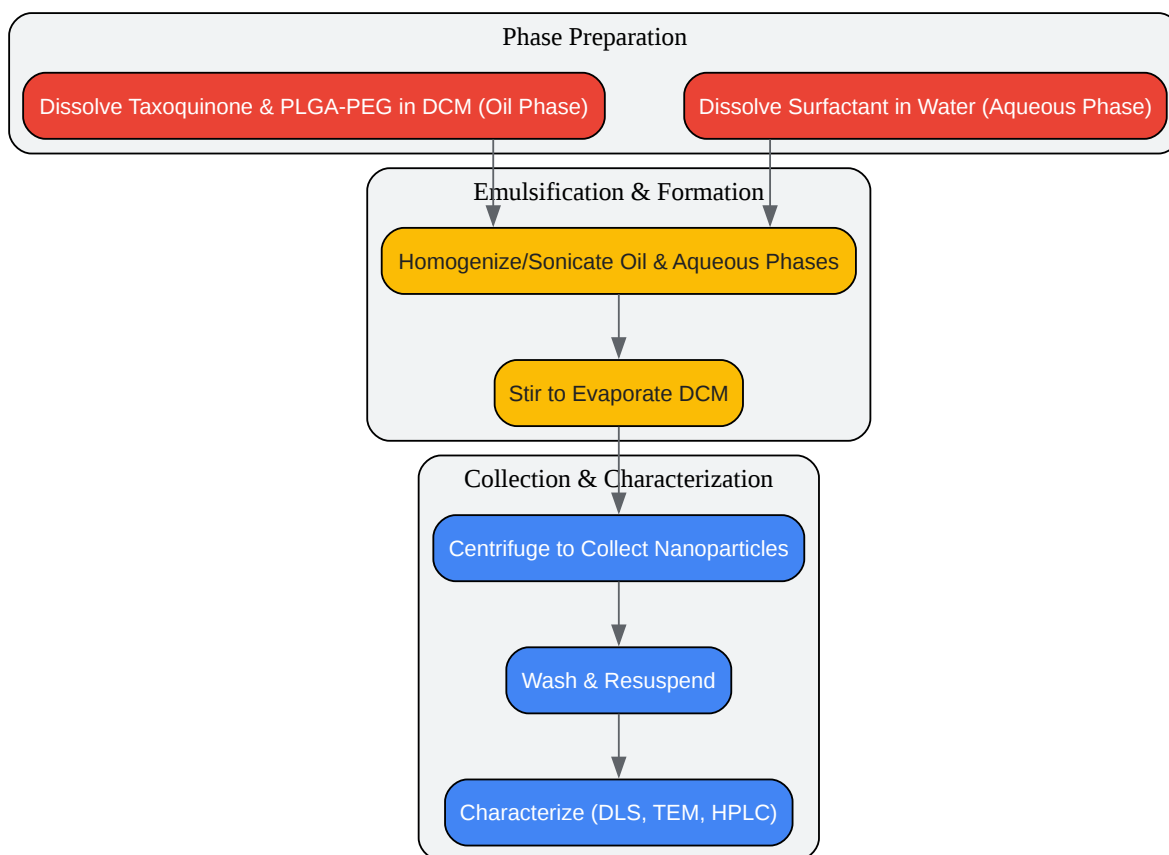 Phase Preparation
Dissolve Taxoquinone & PLGA-PEG in DCM (Oil Phase)
Dissolve Surfactant in Water (Aqueous Phase)
Emulsification & Formation
Homogenize/Sonicate Oil & Aqueous Phases
Stir to Evaporate DCM
Collection & Characterization
Centrifuge to Collect Nanoparticles
Wash & Resuspend
Characterize (DLS, TEM, HPLC)